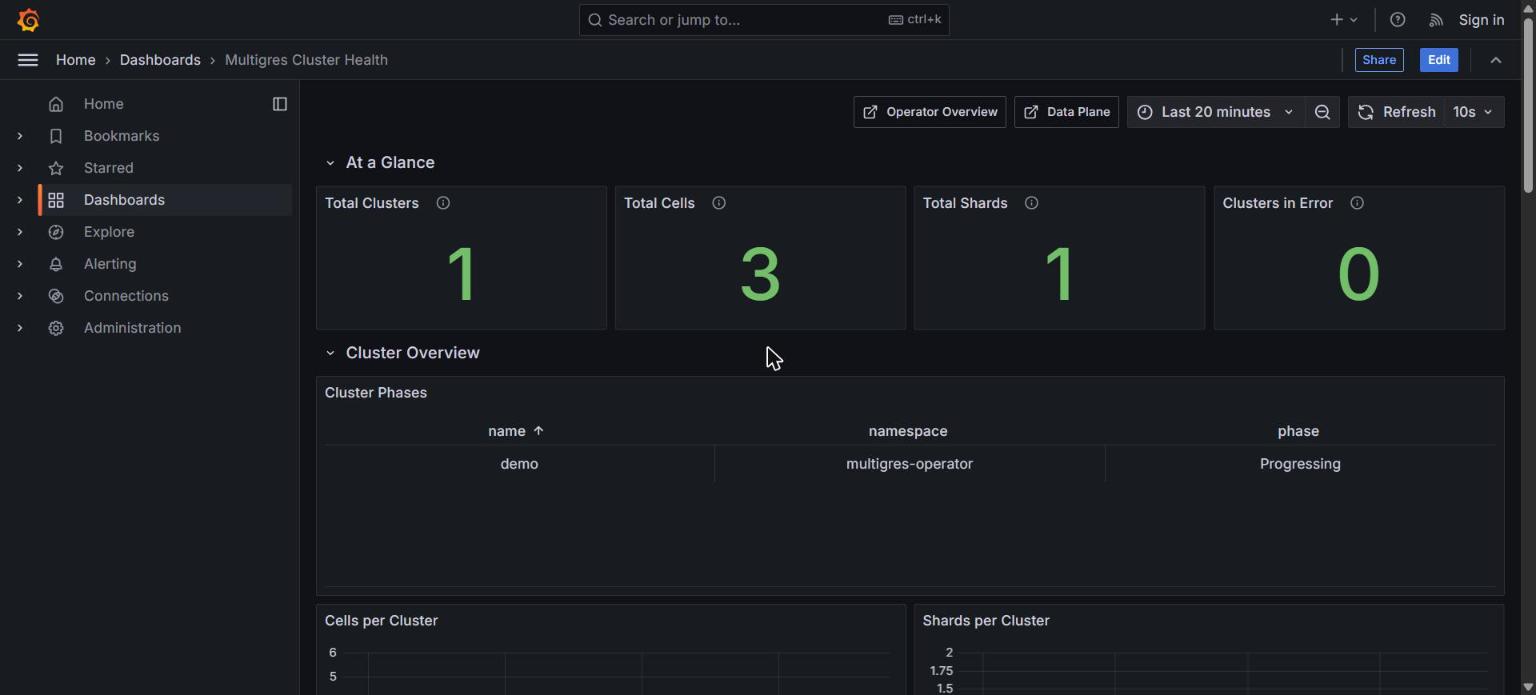 Search or jump to... ctrl+k Sign in
Home › Dashboards › Multigres Cluster Health Share Edit
Home
Bookmarks
Starred
Dashboards
Explore
Alerting
Connections
Administration
Operator Overview Data Plane Last 20 minutes Refresh 10s
At a Glance
Total Clusters Total Cells Total Shards Clusters in Error
1 3 1 0
Cluster Overview
Cluster Phases
name namespace phase
demo multigres-operator Progressing
Cells per Cluster
6
5
Shards per Cluster
2
1.75
1.5